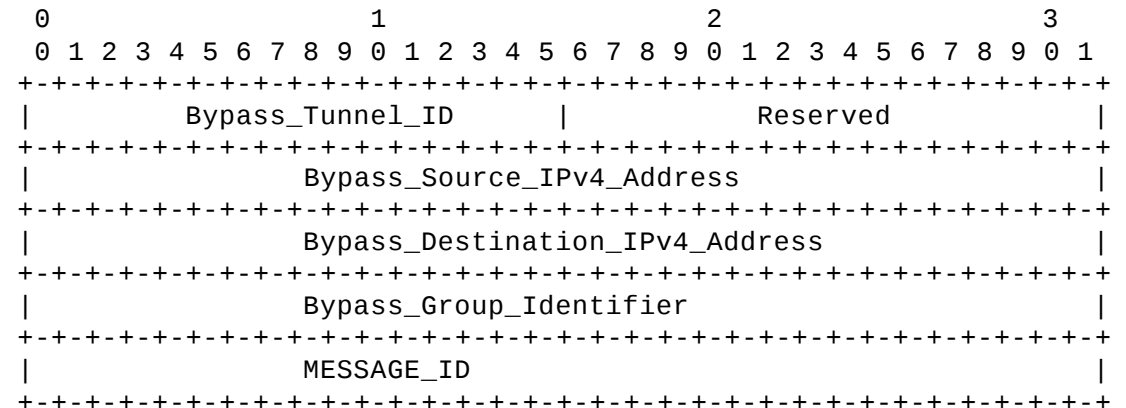 0                   1                   2                   3
 0 1 2 3 4 5 6 7 8 9 0 1 2 3 4 5 6 7 8 9 0 1 2 3 4 5 6 7 8 9 0 1
+-+-+-+-+-+-+-+-+-+-+-+-+-+-+-+-+-+-+-+-+-+-+-+-+-+-+-+-+-+-+-+-+
|         Bypass_Tunnel_ID      |           Reserved            |
+-+-+-+-+-+-+-+-+-+-+-+-+-+-+-+-+-+-+-+-+-+-+-+-+-+-+-+-+-+-+-+-+
|                Bypass_Source_IPv4_Address                     |
+-+-+-+-+-+-+-+-+-+-+-+-+-+-+-+-+-+-+-+-+-+-+-+-+-+-+-+-+-+-+-+-+
|                Bypass_Destination_IPv4_Address                |
+-+-+-+-+-+-+-+-+-+-+-+-+-+-+-+-+-+-+-+-+-+-+-+-+-+-+-+-+-+-+-+-+
|                Bypass_Group_Identifier                        |
+-+-+-+-+-+-+-+-+-+-+-+-+-+-+-+-+-+-+-+-+-+-+-+-+-+-+-+-+-+-+-+-+
|                MESSAGE_ID                                     |
+-+-+-+-+-+-+-+-+-+-+-+-+-+-+-+-+-+-+-+-+-+-+-+-+-+-+-+-+-+-+-+-+